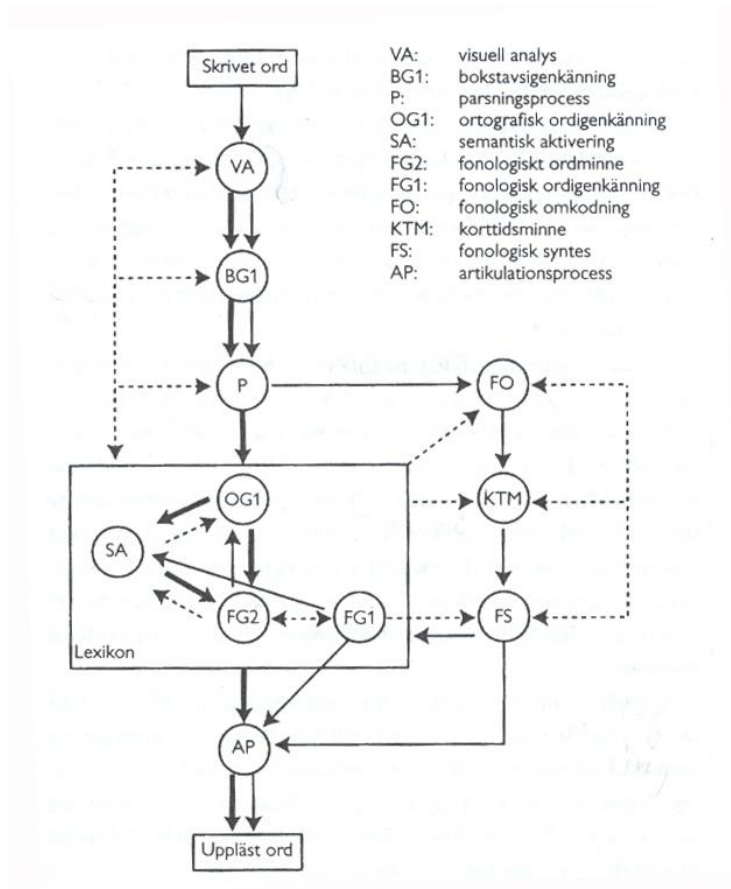 Skrivet ord
VA: visuell analys
BG1: bokstavsigenkänning
P: parsningsprocess
OG1: ortografisk ordigenkänning
SA: semantisk aktivering
FG2: fonologiskt ordminne
FG1: fonologisk ordigenkänning
FO: fonologisk omkodning
KTM: korttidsminne
FS: fonologisk syntes
AP: artikulationsprocess
VA
BG1
P
FO
OG1
KTM
SA
FG2
FG1
FS
Lexikon
AP
Uppläst ord